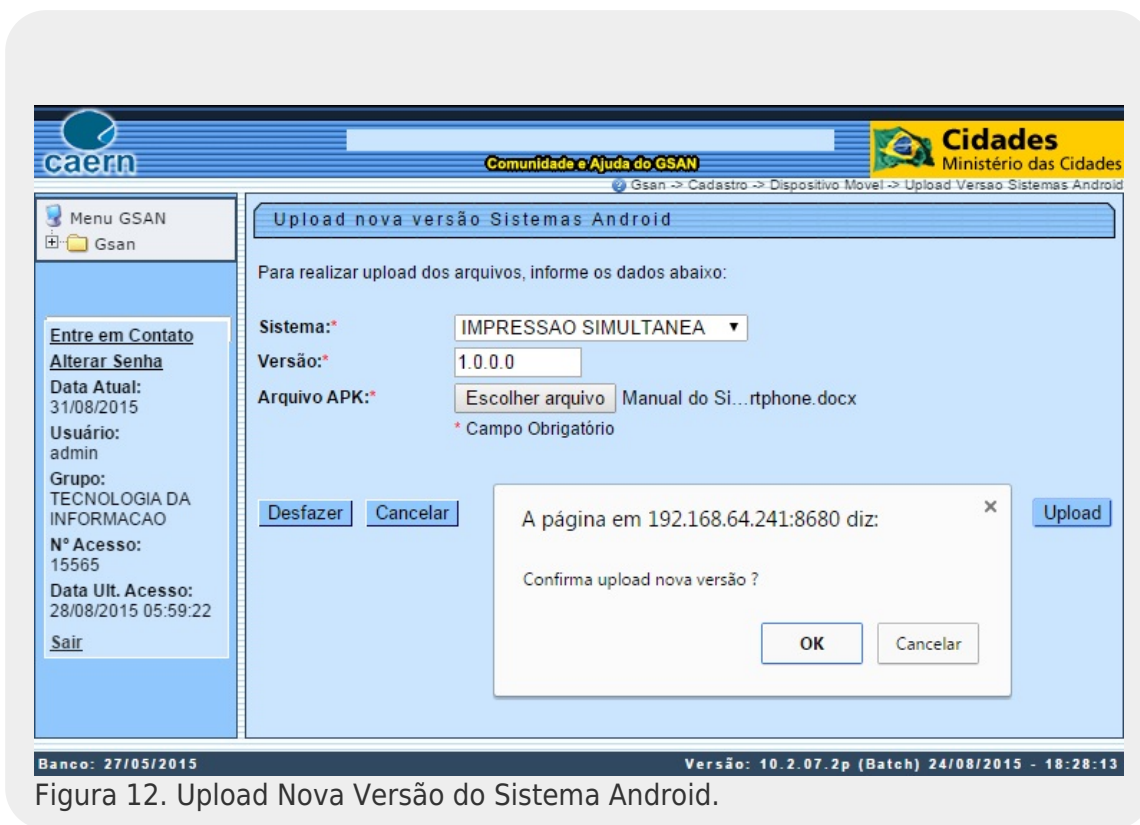 caern
Comunidade e Ajuda do GSAN
Cidades
Ministério das Cidades
Gsan -> Cadastro -> Dispositivo Movel -> Upload Versao Sistemas Android
Menu GSAN
Gsan
Entre em Contato
Alterar Senha
Data Atual:
31/08/2015
Usuário:
admin
Grupo:
TECNOLOGIA DA
INFORMACAO
Nº Acesso:
15565
Data Ult. Acesso:
28/08/2015 05:59:22
Sair
Upload nova versão Sistemas Android
Para realizar upload dos arquivos, informe os dados abaixo:
Sistema:* IMPRESSAO SIMULTANEA
Versão:* 1.0.0.0
Arquivo APK:* Escolher arquivo Manual do Si...rtphone.docx
* Campo Obrigatório
Desfazer Cancelar Upload
A página em 192.168.64.241:8680 diz:
Confirma upload nova versão ?
OK Cancelar
Banco: 27/05/2015 Versão: 10.2.07.2p (Batch) 24/08/2015 - 18:28:13
Figura 12. Upload Nova Versão do Sistema Android.